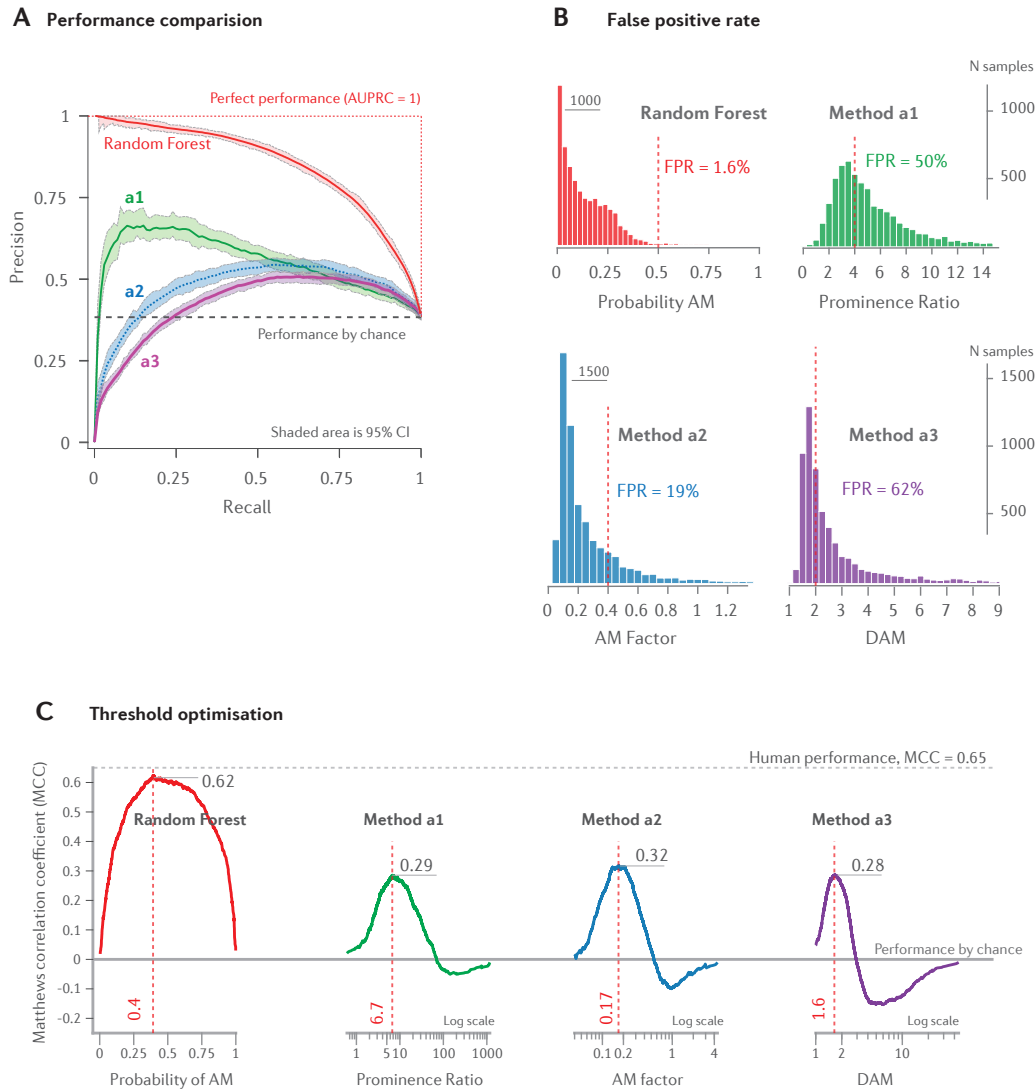 A Performance comparision
Perfect performance (AUPRC = 1)
Random Forest
a1
a2
a3
Performance by chance
Shaded area is 95% CI
Precision
1
0.75
0.5
0.25
0
0 0.25 0.5 0.75 1
Recall
B False positive rate
1000
Random Forest
FPR = 1.6%
0 0.2 0.5 1
Probability AM
N samples
1000
500
Method a1
FPR = 50%
0 2 4 6 8 10 12 14
Prominence Ratio
1500
Method a2
FPR = 19%
0 0.2 0.4 0.6 0.8 1 1.2
AM Factor
N samples
1500
1000
500
Method a3
FPR = 62%
1 2 3 4 5 6 7 8 9
DAM
C Threshold optimisation
Human performance, MCC = 0.65
Matthews correlation coefficient (MCC)
0.6
0.5
0.4
0.3
0.2
0.1
0
-0.1
-0.2
0.62
Random Forest
0.4
0 0.25 0.5 0.75 1
Probability of AM
Method a1
0.29
6.7
Log scale
1 5 10 100 1000
Prominence Ratio
Method a2
0.32
0.17
Log scale
0.1 0.2 1 4
AM factor
Method a3
0.28
Performance by chance
1.6
Log scale
1 2 10
DAM